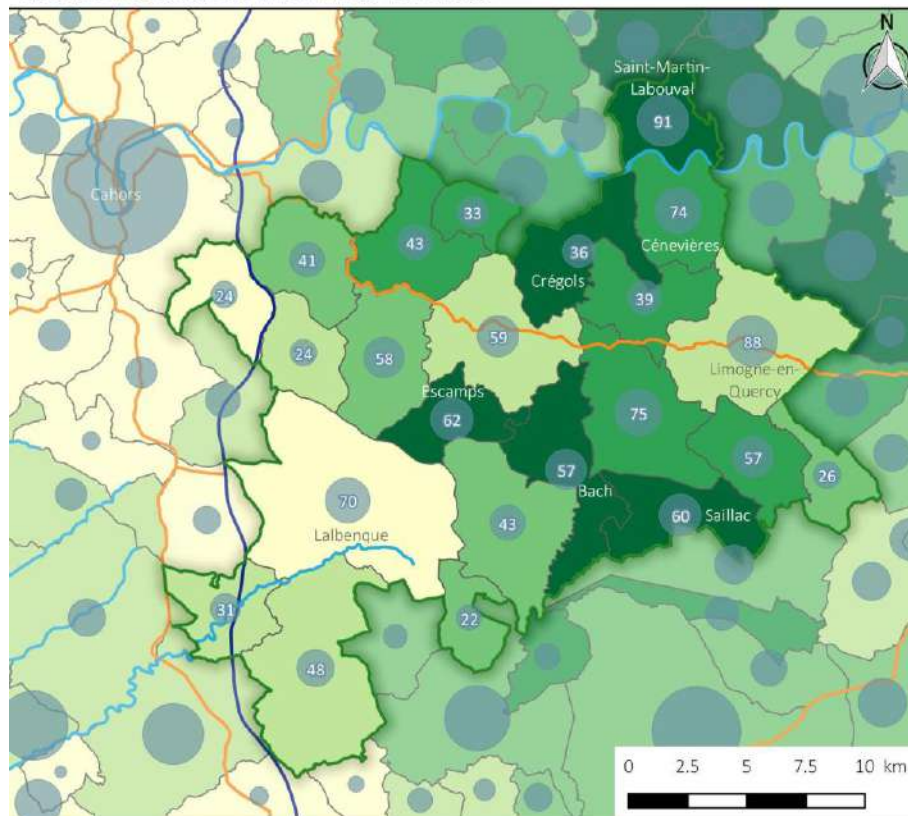 N
Saint-Martin-
Labouval
91
Cahors
33
74
43
Cénevières
36
41
Crégols
24
39
59
88
24
58
Limogne-en-
Quercy
Escamps
62
75
57
57
26
Bach
70
43
60
Saillac
Lalbenque
31
22
48
0 2.5 5 7.5 10 km